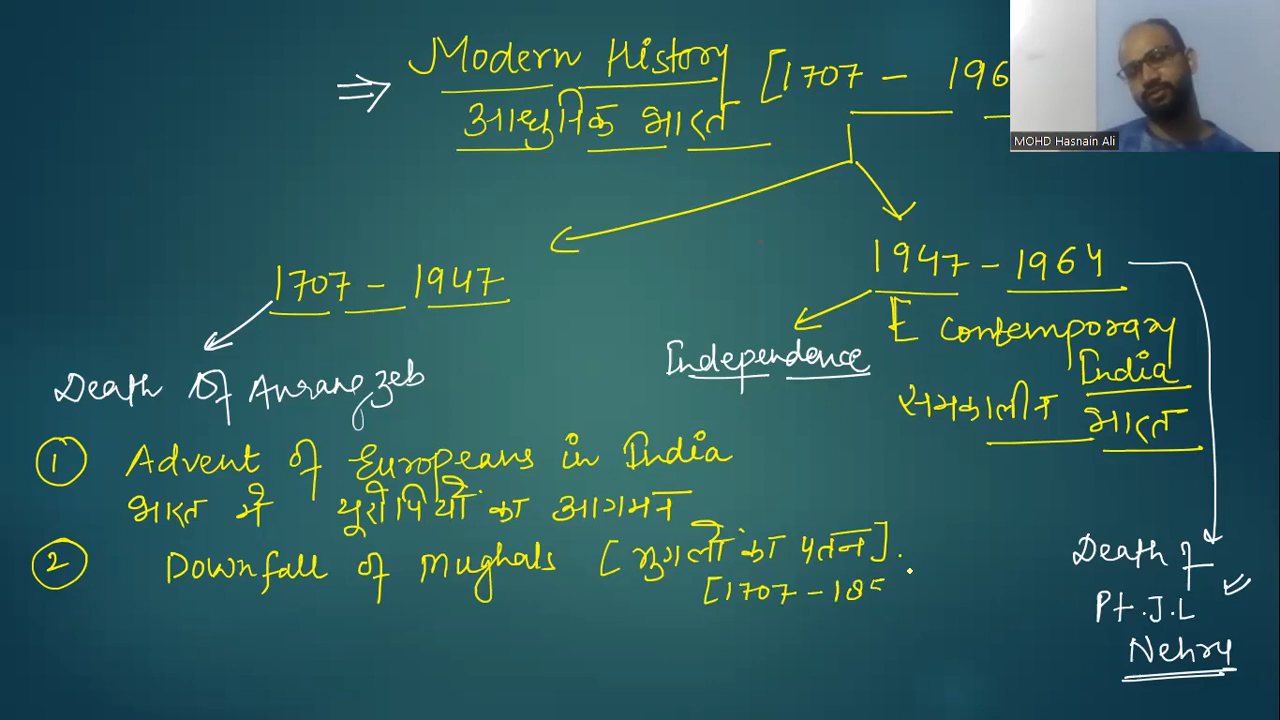 ⇒ Modern History [1707 - 196
MOHD Hasnain Ali
आधुनिक भारत
1707 - 1947
1947 - 1964
[ Contemporary
India
Independence
समकालीन भारत
Death Of Aurangzeb
① Advent of Europeans in India
भारत में यूरोपियों का आगमन
② Downfall of Mughals [मुगलों का पतन].
[1707 - 185
Death of
Pt. J.L
Nehru